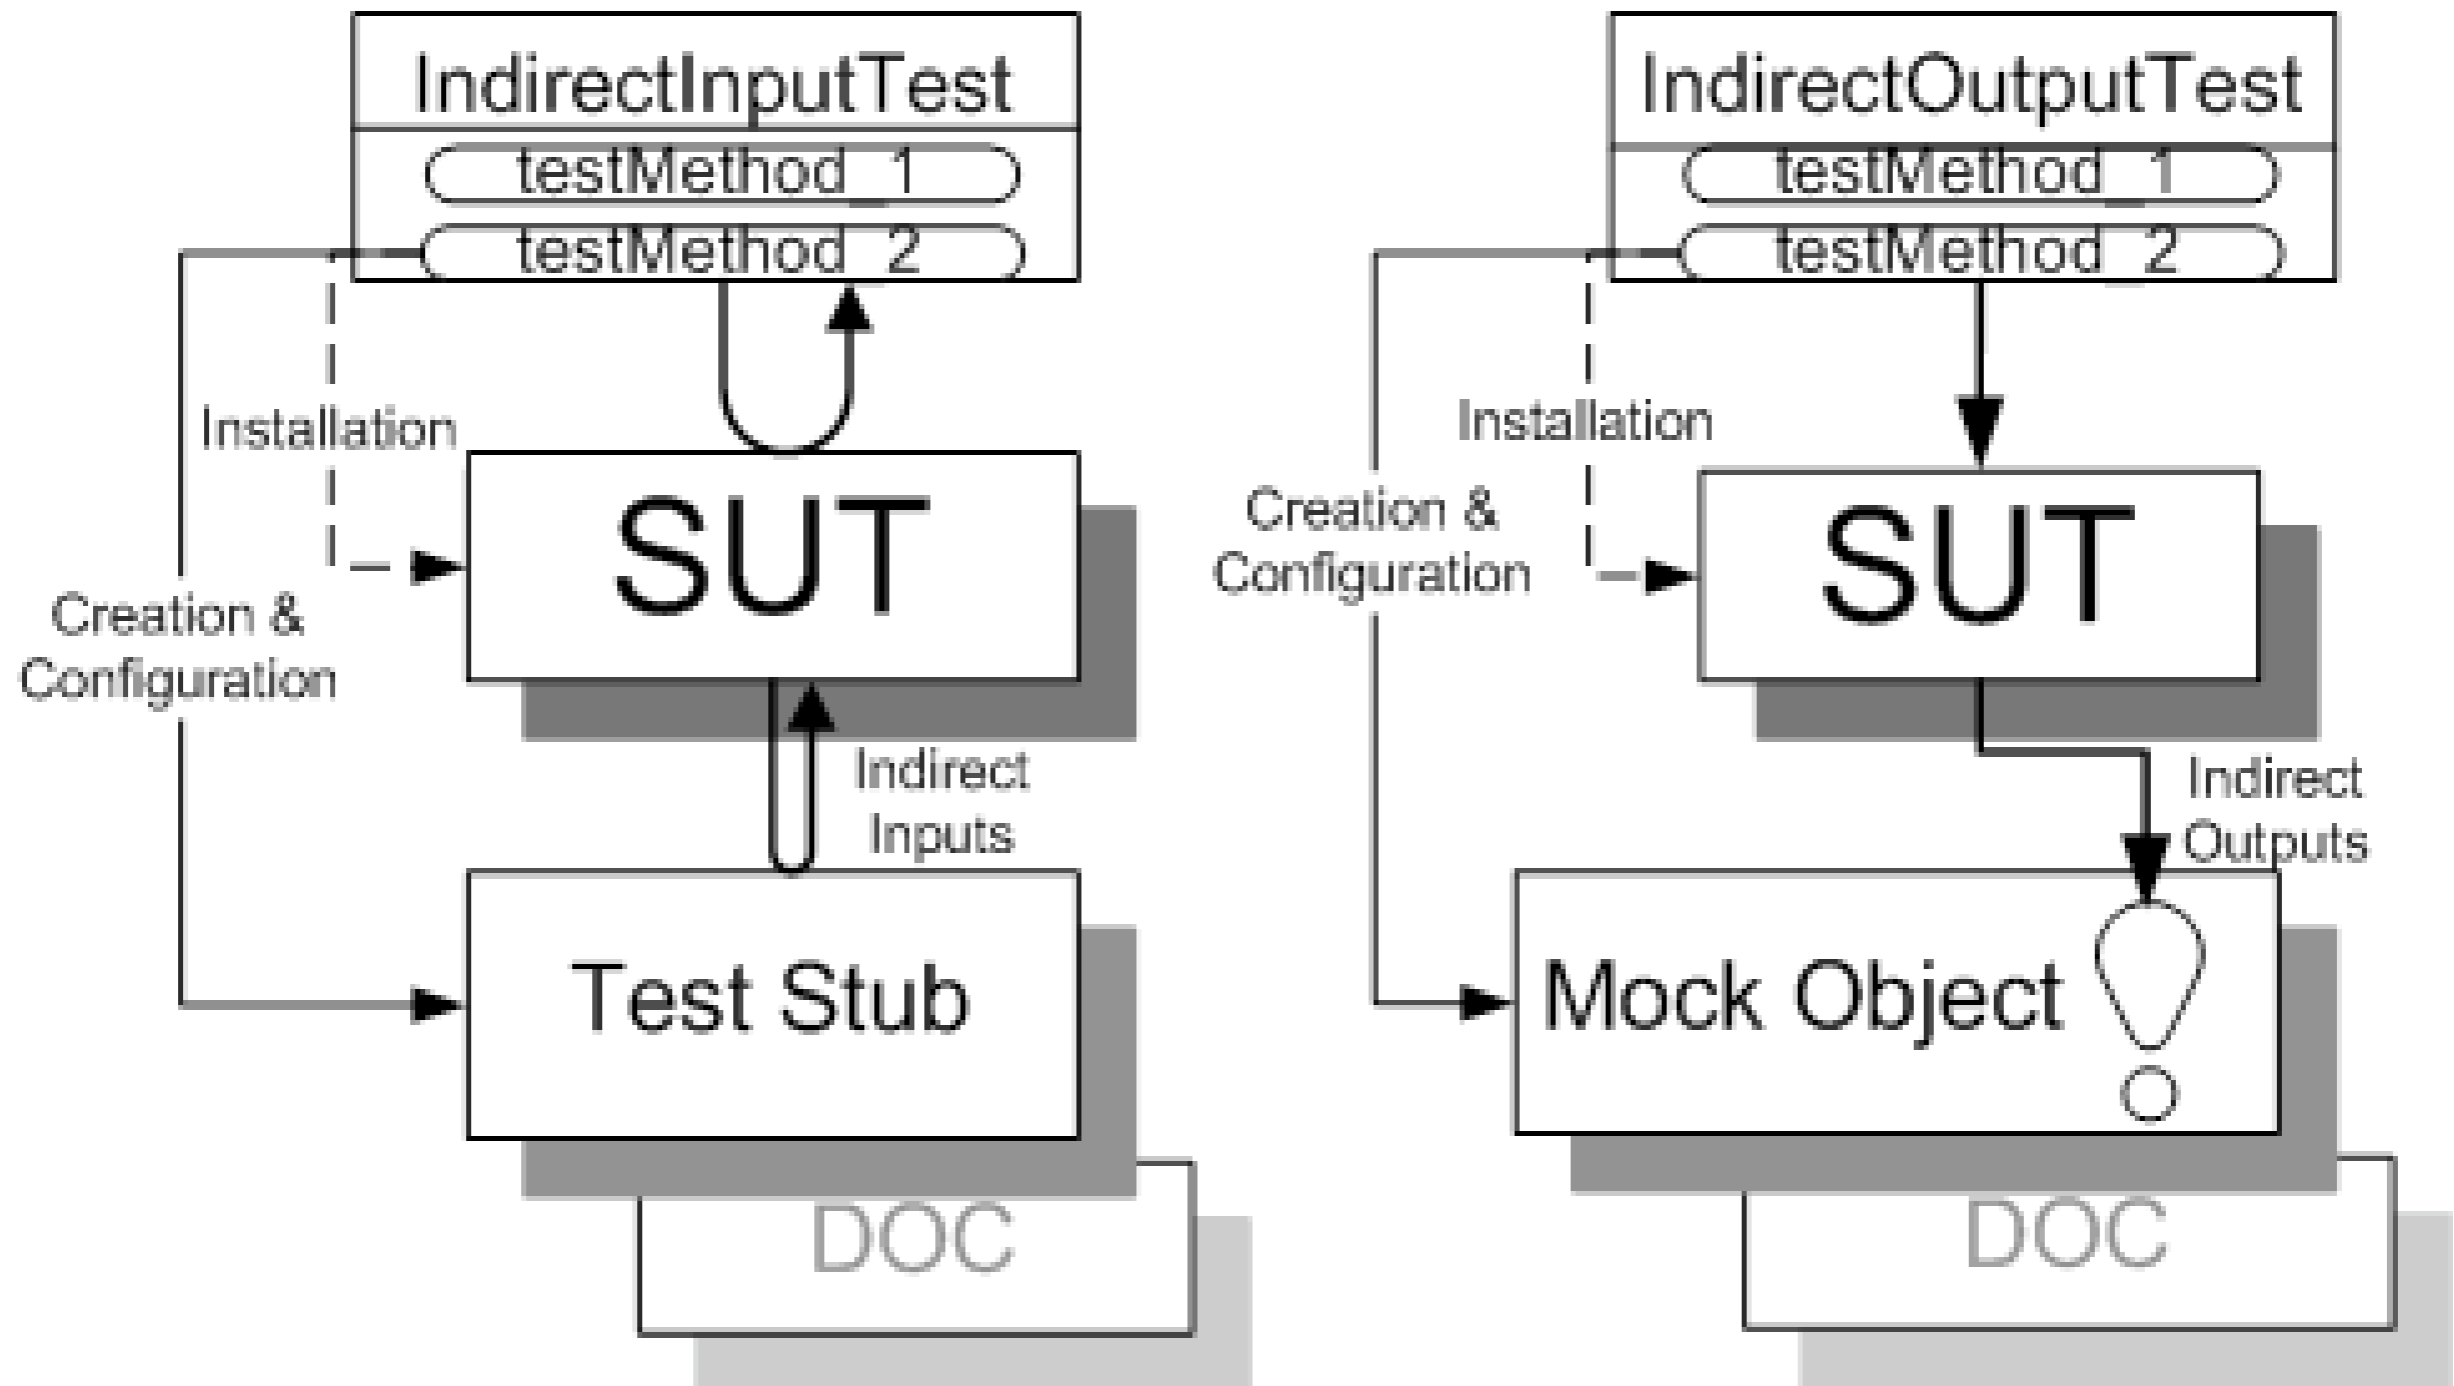 IndirectInputTest
testMethod_1
testMethod_2
Installation
SUT
Creation &
Configuration
Indirect
Inputs
Test Stub
DOC
IndirectOutputTest
testMethod_1
testMethod_2
Installation
Creation &
Configuration
SUT
Indirect
Outputs
Mock Object
DOC